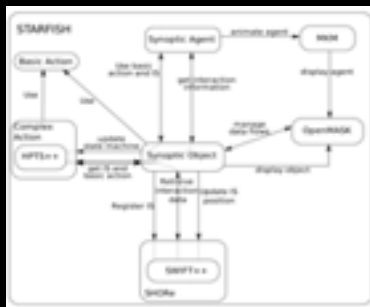 STARFISH
Synoptic Agent
animate agent
MKM
Basic Action
Use basic
action and IS
get interaction
information
display agent
Use
Use
manage
data flows
OpenMASK
Complex
Action
HPTS++
update
state machine
Synoptic Object
get IS and
basic action
display object
Register IS
Retrieve
interaction
data
Update IS
position
SWIFT++
SHORe